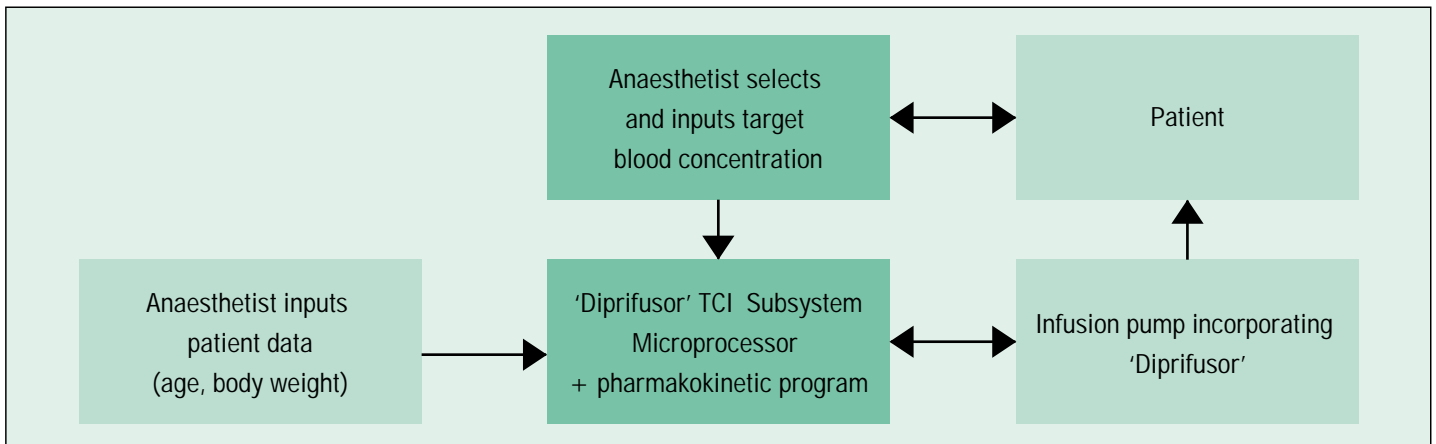 Anaesthetist selects
and inputs target
blood concentration
Patient
Anaesthetist inputs
patient data
(age, body weight)
‘Diprifusor’ TCI Subsystem
Microprocessor
+ pharmakokinetic program
Infusion pump incorporating
‘Diprifusor’